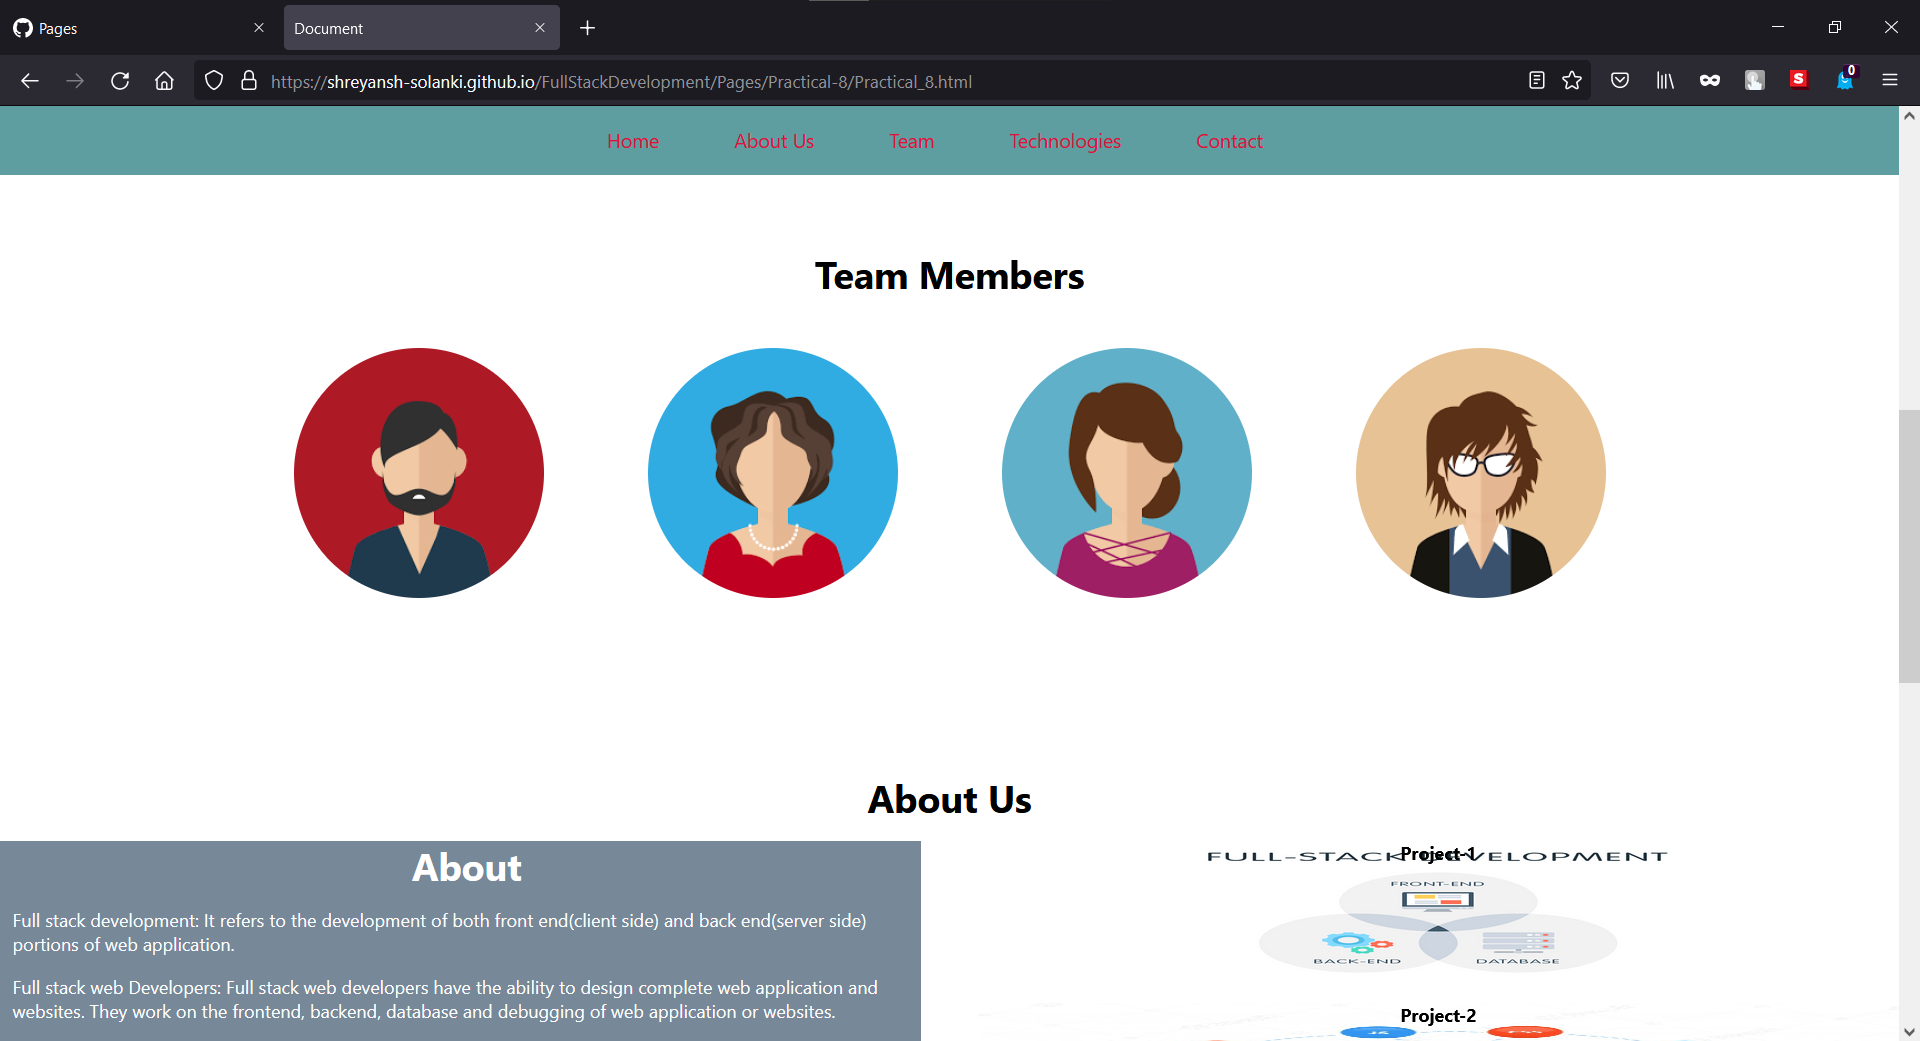 Pages
Document
https://shreyansh-solanki.github.io/FullStackDevelopment/Pages/Practical-8/Practical_8.html
S
0
Home About Us Team Technologies Contact
Team Members
About Us
About
Full stack development: It refers to the development of both front end(client side) and back end(server side)
portions of web application.
Full stack web Developers: Full stack web developers have the ability to design complete web application and
websites. They work on the frontend, backend, database and debugging of web application or websites.
Project-1
FULL-STACK DEVELOPMENT
FRONT-END
BACK-END DATABASE
Project-2